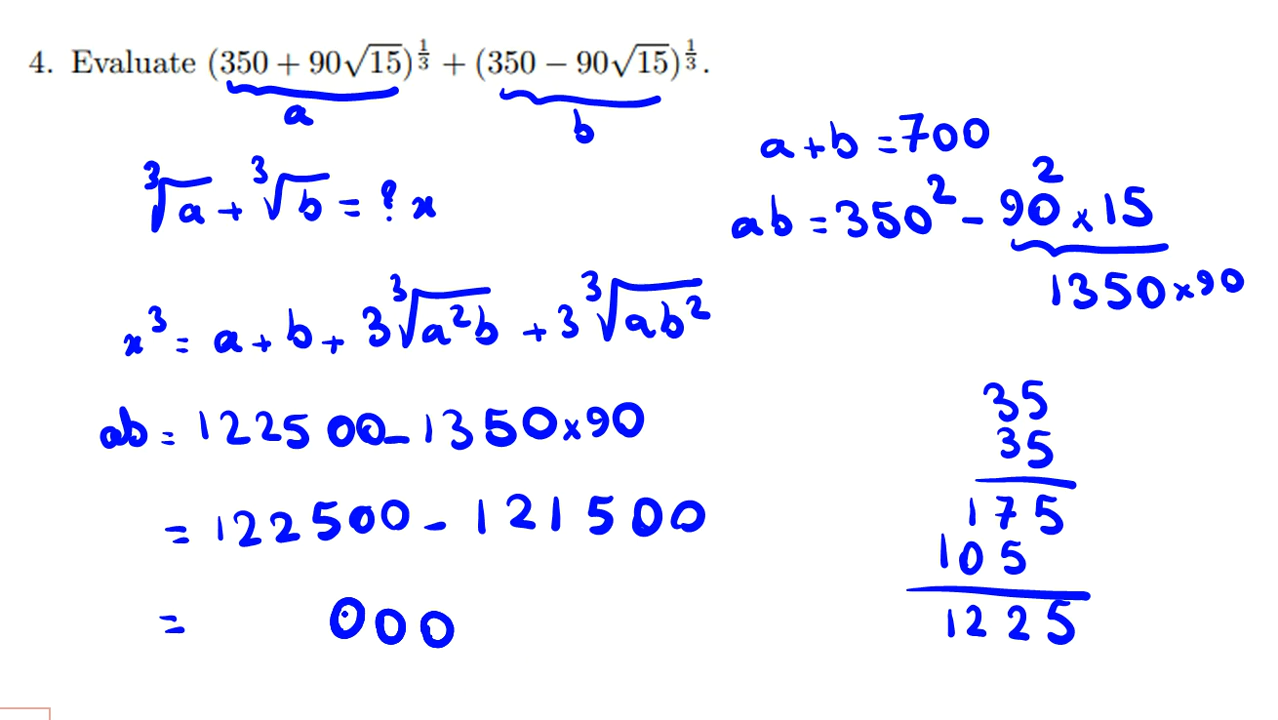 4. Evaluate (350 + 90√15)^(1/3) + (350 − 90√15)^(1/3).
a
b
a + b = 700
∛a + ∛b = ? x
ab = 350² − 90² × 15
1350 × 90
x³ = a + b + 3∛(a²b) + 3∛(ab²)
ab = 122500 − 1350 × 90
= 122500 − 121500
= 000
35
35
175
105
1225